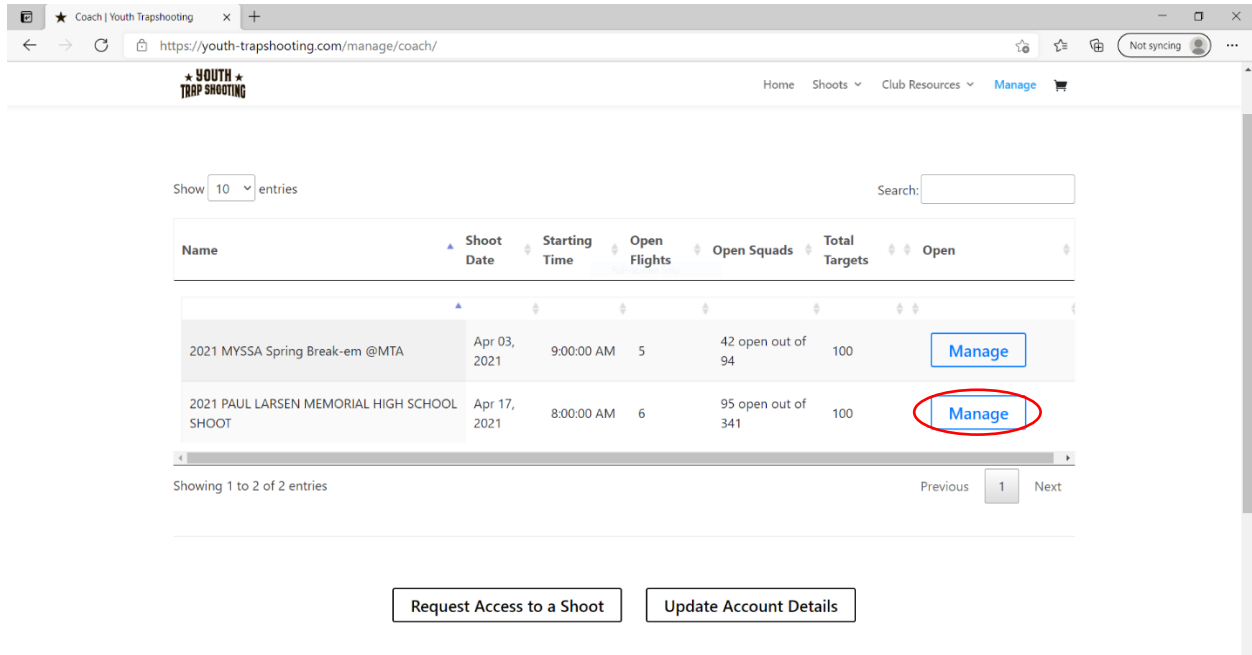 Coach | Youth Trapshooting
https://youth-trapshooting.com/manage/coach/
Not syncing
YOUTH
TRAP SHOOTING
Home Shoots Club Resources Manage
Show 10 entries
Search:
Name
Shoot Date
Starting Time
Open Flights
Open Squads
Total Targets
Open
2021 MYSSA Spring Break-em @MTA
Apr 03,
2021
9:00:00 AM
5
42 open out of
94
100
Manage
2021 PAUL LARSEN MEMORIAL HIGH SCHOOL
SHOOT
Apr 17,
2021
8:00:00 AM
6
95 open out of
341
100
Manage
Showing 1 to 2 of 2 entries
Previous 1 Next
Request Access to a Shoot
Update Account Details